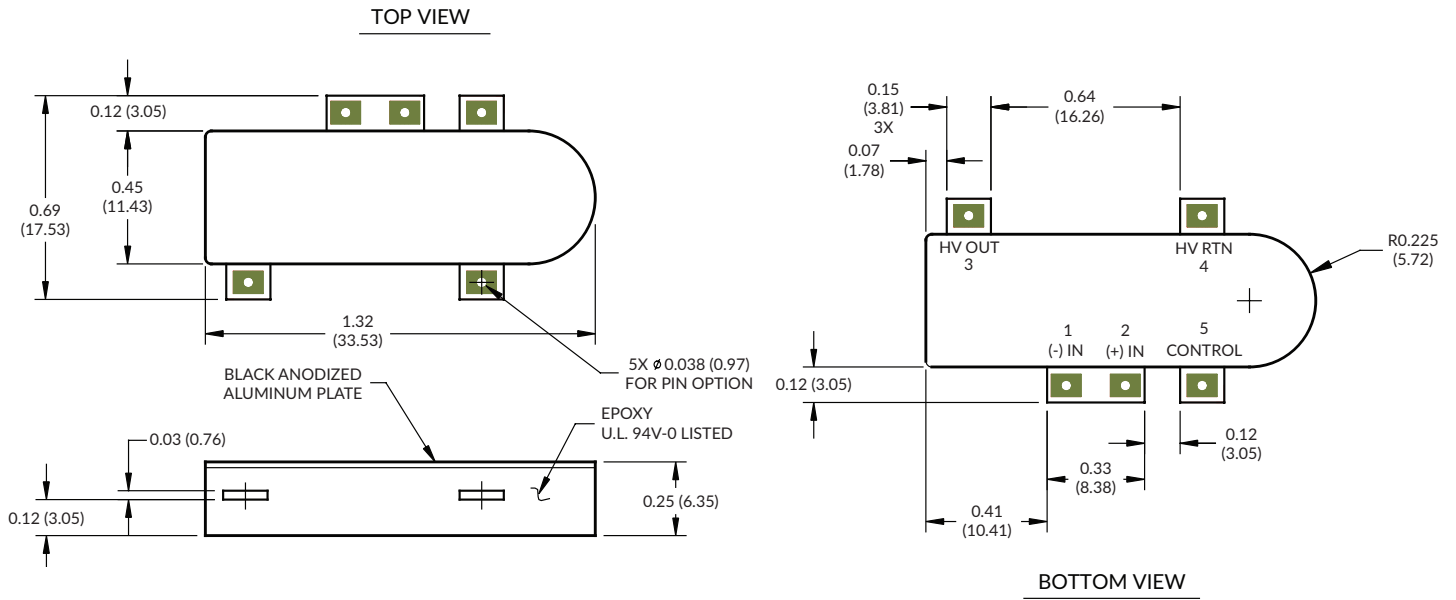 TOP VIEW
0.12 (3.05)
0.45
(11.43)
0.69
(17.53)
1.32
(33.53)
5X ⌀ 0.038 (0.97)
FOR PIN OPTION
BLACK ANODIZED
ALUMINUM PLATE
EPOXY
U.L. 94V-0 LISTED
0.03 (0.76)
0.12 (3.05)
0.25 (6.35)
0.15
(3.81)
3X
0.64
(16.26)
0.07
(1.78)
HV OUT
3
HV RTN
4
R0.225
(5.72)
1
(-) IN
2
(+) IN
5
CONTROL
0.12 (3.05)
0.12
(3.05)
0.33
(8.38)
0.41
(10.41)
BOTTOM VIEW